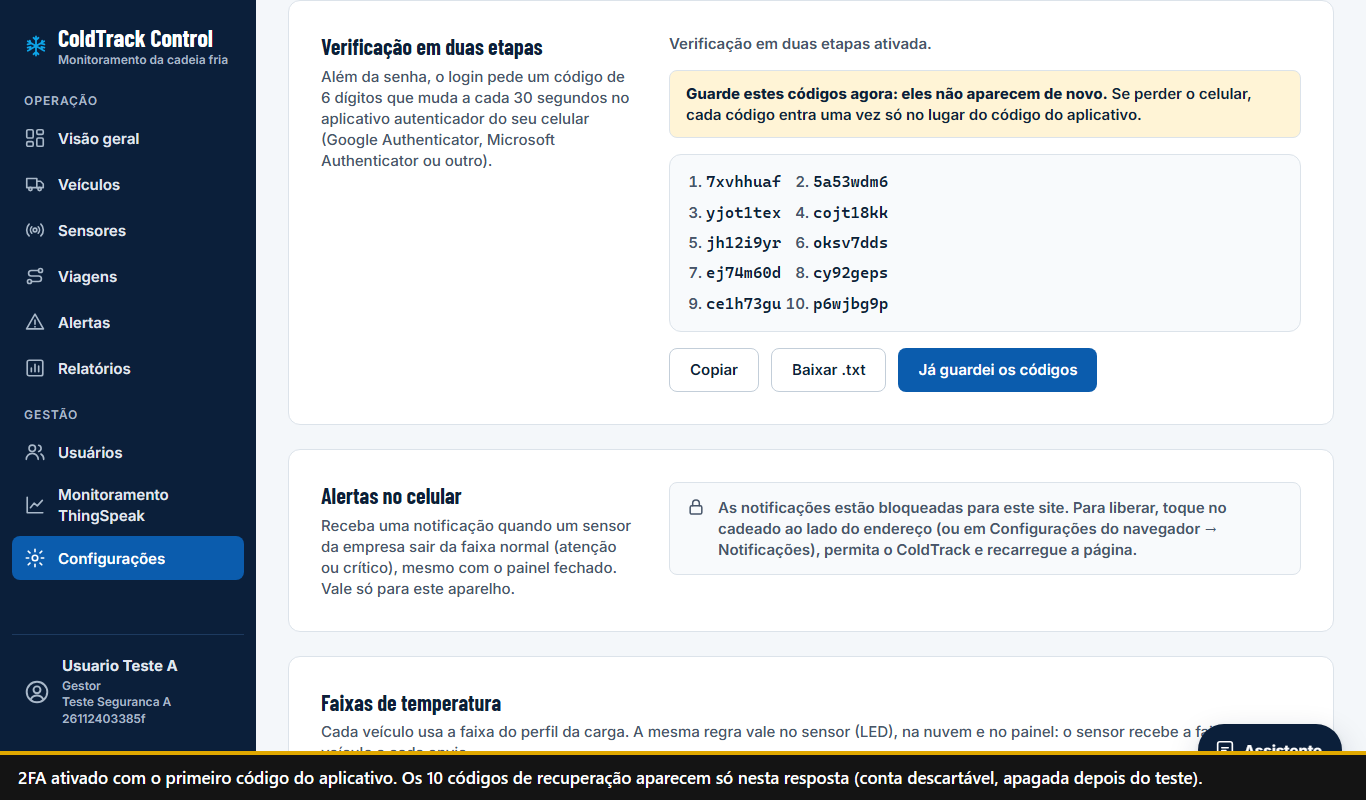 ColdTrack Control
Monitoramento da cadeia fria
OPERAÇÃO
Visão geral
Veículos
Sensores
Viagens
Alertas
Relatórios
GESTÃO
Usuários
Monitoramento
ThingSpeak
Configurações
Usuario Teste A
Gestor
Teste Seguranca A
26112403385f
Verificação em duas etapas
Além da senha, o login pede um código de
6 dígitos que muda a cada 30 segundos no
aplicativo autenticador do seu celular
(Google Authenticator, Microsoft
Authenticator ou outro).
Verificação em duas etapas ativada.
Guarde estes códigos agora: eles não aparecem de novo. Se perder o celular,
cada código entra uma vez só no lugar do código do aplicativo.
1. 7xvhhuaf 2. 5a53wdm6
3. yjot1tex 4. cojt18kk
5. jh12i9yr 6. oksv7dds
7. ej74m60d 8. cy92geps
9. ce1h73gu 10. p6wjbg9p
Copiar
Baixar .txt
Já guardei os códigos
Alertas no celular
Receba uma notificação quando um sensor
da empresa sair da faixa normal (atenção
ou crítico), mesmo com o painel fechado.
Vale só para este aparelho.
As notificações estão bloqueadas para este site. Para liberar, toque no
cadeado ao lado do endereço (ou em Configurações do navegador →
Notificações), permita o ColdTrack e recarregue a página.
Faixas de temperatura
Cada veículo usa a faixa do perfil da carga. A mesma regra vale no sensor (LED), na nuvem e no painel: o sensor recebe a
Assistente
2FA ativado com o primeiro código do aplicativo. Os 10 códigos de recuperação aparecem só nesta resposta (conta descartável, apagada depois do teste).